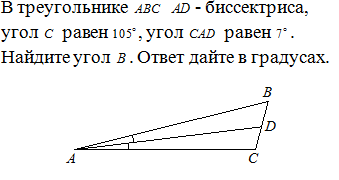 В треугольнике ABC AD - биссектриса,
угол C равен 105°, угол CAD равен 7°.
Найдите угол B. Ответ дайте в градусах.
B
D
A
C